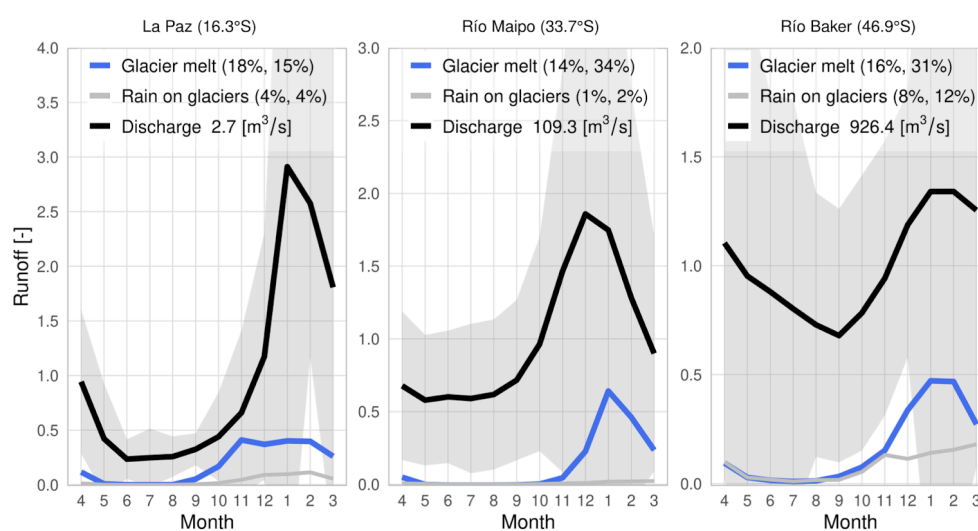 La Paz (16.3°S)
4.0
3.5
3.0
2.5
2.0
1.5
1.0
0.5
0.0
Glacier melt (18%, 15%)
Rain on glaciers (4%, 4%)
Discharge 2.7 [m³/s]
4 5 6 7 8 9 10 11 12 1 2 3
Month
Runoff [-]
Río Maipo (33.7°S)
3.0
2.5
2.0
1.5
1.0
0.5
0.0
Glacier melt (14%, 34%)
Rain on glaciers (1%, 2%)
Discharge 109.3 [m³/s]
4 5 6 7 8 9 10 11 12 1 2 3
Month
Río Baker (46.9°S)
2.0
1.5
1.0
0.5
0.0
Glacier melt (16%, 31%)
Rain on glaciers (8%, 12%)
Discharge 926.4 [m³/s]
4 5 6 7 8 9 10 11 12 1 2 3
Month